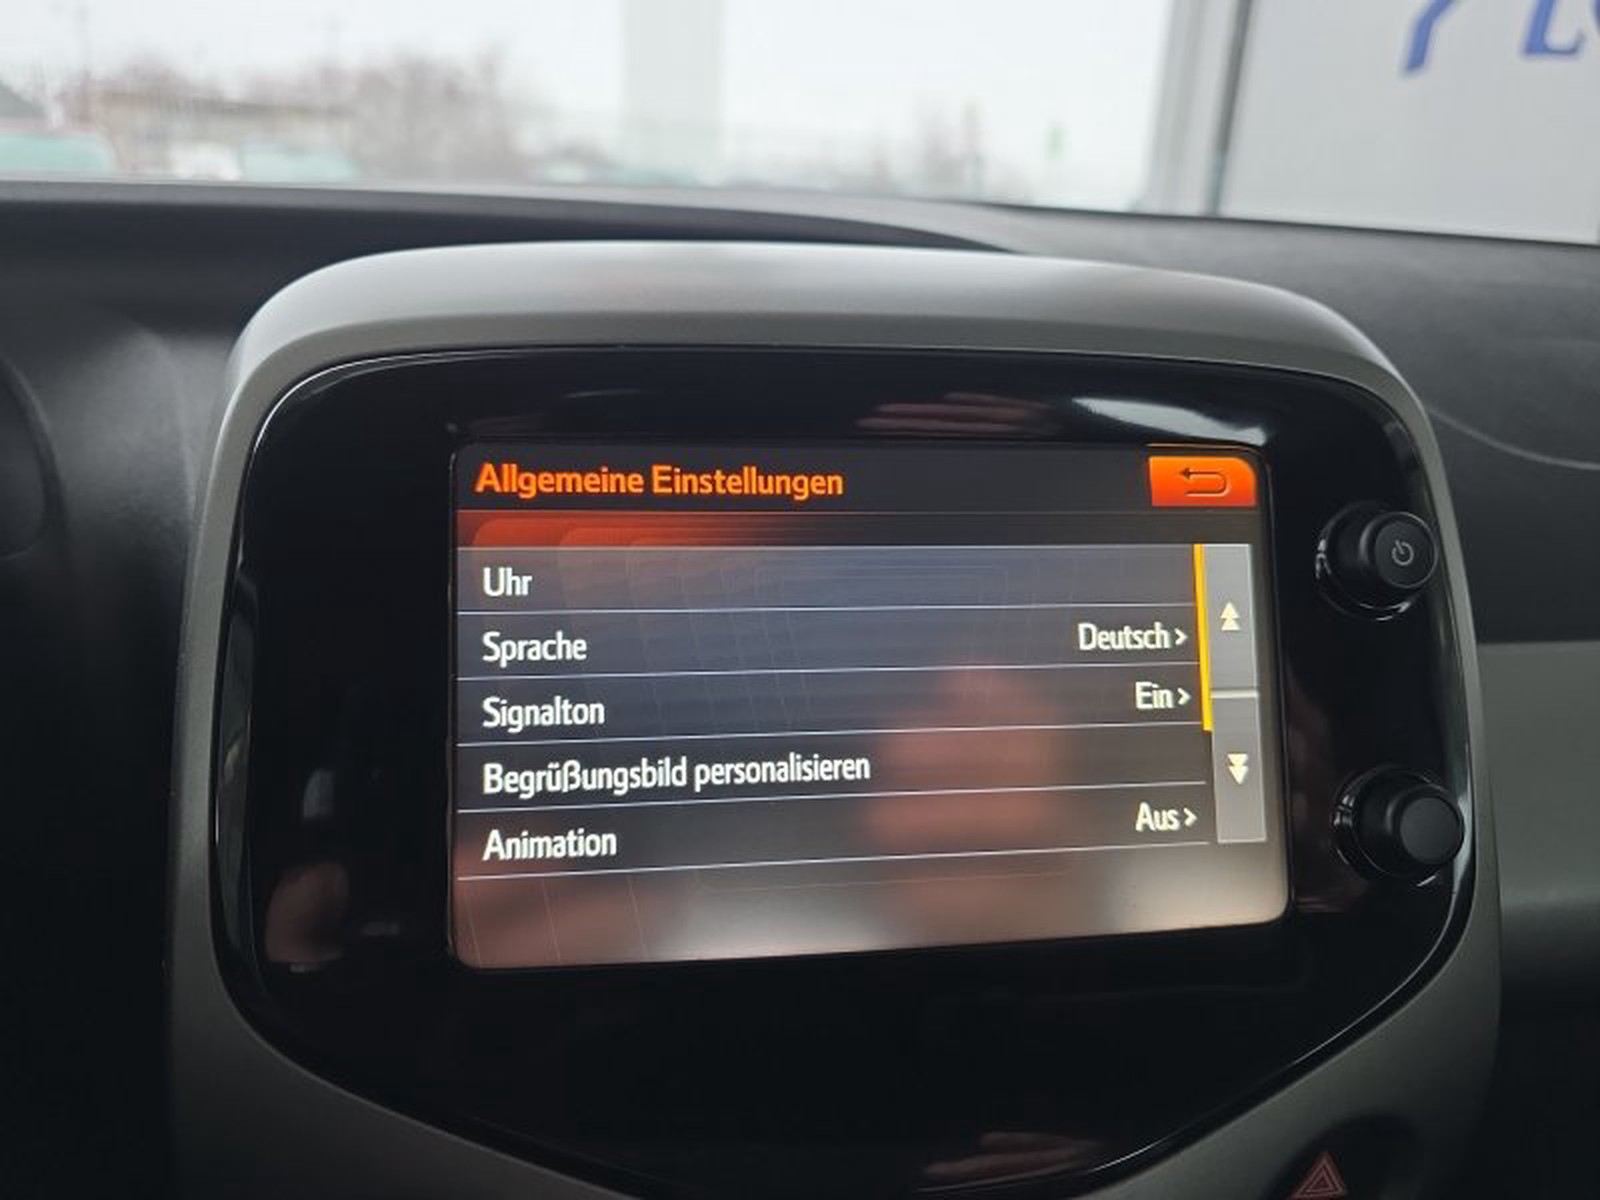 Allgemeine Einstellungen
Uhr
Sprache Deutsch >
Signalton Ein >
Begrüßungsbild personalisieren
Animation Aus >